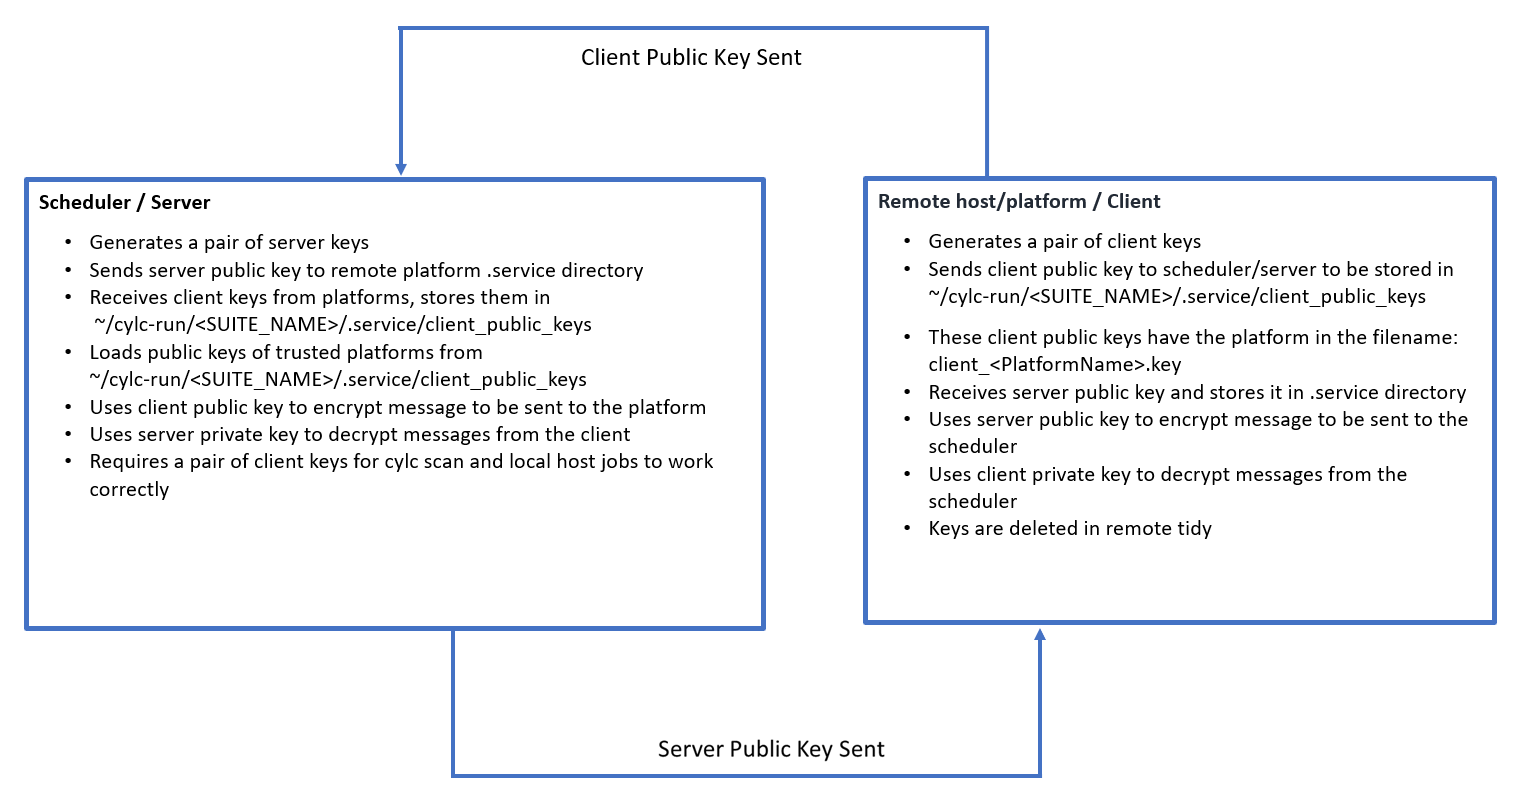 Client Public Key Sent
Scheduler / Server
• Generates a pair of server keys
• Sends server public key to remote platform .service directory
• Receives client keys from platforms, stores them in
~/cylc-run/<SUITE_NAME>/.service/client_public_keys
• Loads public keys of trusted platforms from
~/cylc-run/<SUITE_NAME>/.service/client_public_keys
• Uses client public key to encrypt message to be sent to the platform
• Uses server private key to decrypt messages from the client
• Requires a pair of client keys for cylc scan and local host jobs to work
correctly
Remote host/platform / Client
• Generates a pair of client keys
• Sends client public key to scheduler/server to be stored in
~/cylc-run/<SUITE_NAME>/.service/client_public_keys
• These client public keys have the platform in the filename:
client_<PlatformName>.key
• Receives server public key and stores it in .service directory
• Uses server public key to encrypt message to be sent to the
scheduler
• Uses client private key to decrypt messages from the
scheduler
• Keys are deleted in remote tidy
Server Public Key Sent